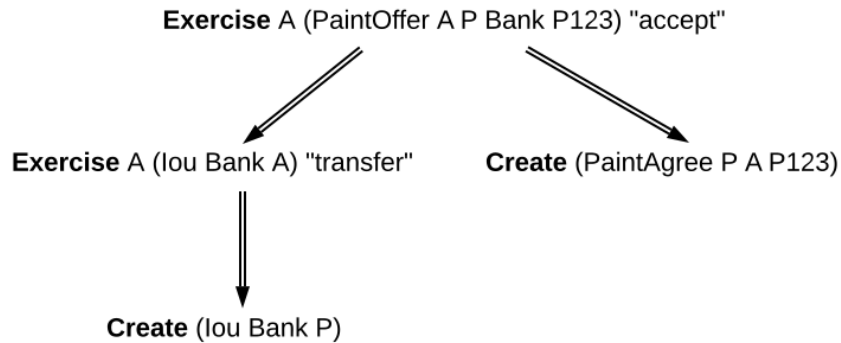 Exercise A (PaintOffer A P Bank P123) "accept"
Exercise A (Iou Bank A) "transfer"
Create (PaintAgree P A P123)
Create (Iou Bank P)